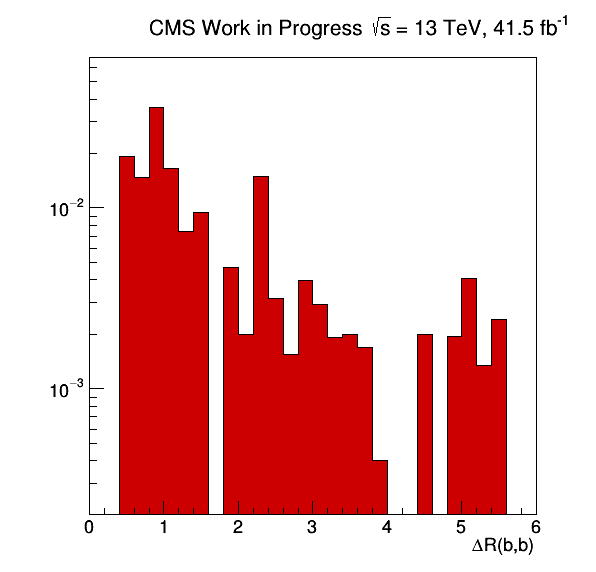 CMS Work in Progress √s = 13 TeV, 41.5 fb⁻¹
10⁻²
10⁻³
0 1 2 3 4 5 6
ΔR(b,b)